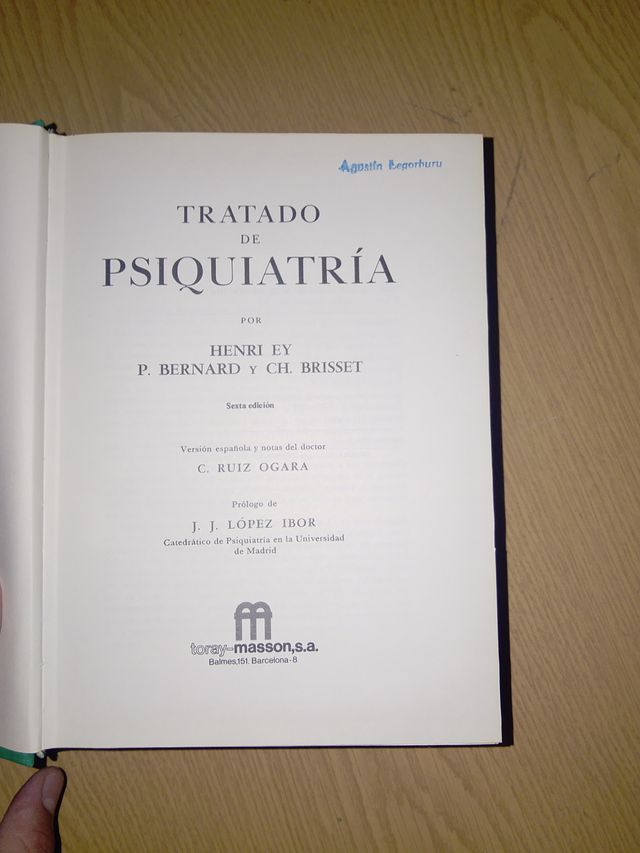 Agustín Legorburu
TRATADO
DE
PSIQUIATRÍA
POR
HENRI EY
P. BERNARD Y CH. BRISSET
Sexta edición
Versión española y notas del doctor
C. RUIZ OGARA
Prólogo de
J. J. LÓPEZ IBOR
Catedrático de Psiquiatría en la Universidad
de Madrid
toray-masson,s.a.
Balmes,151. Barcelona-8